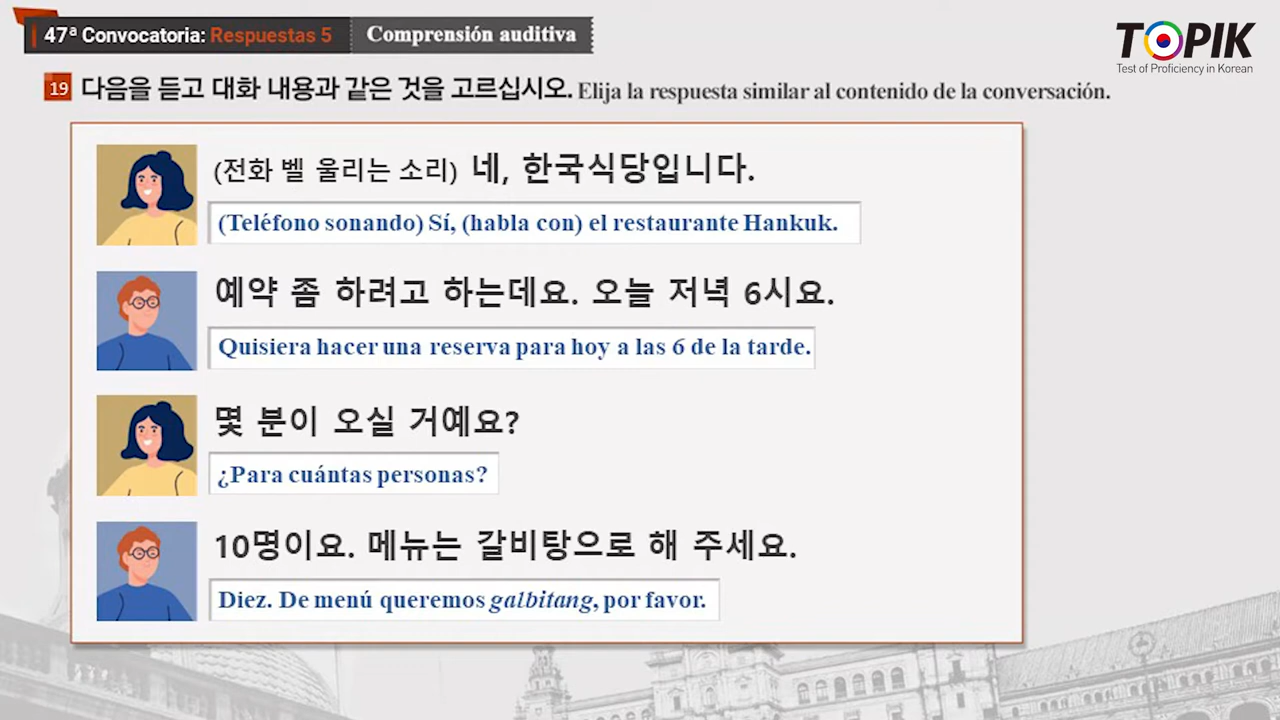 47ª Convocatoria: Respuestas 5 Comprensión auditiva
TOPIK
Test of Proficiency in Korean
19 다음을 듣고 대화 내용과 같은 것을 고르십시오. Elija la respuesta similar al contenido de la conversación.
(전화 벨 울리는 소리) 네, 한국식당입니다.
(Teléfono sonando) Sí, (habla con) el restaurante Hankuk.
예약 좀 하려고 하는데요. 오늘 저녁 6시요.
Quisiera hacer una reserva para hoy a las 6 de la tarde.
몇 분이 오실 거예요?
¿Para cuántas personas?
10명이요. 메뉴는 갈비탕으로 해 주세요.
Diez. De menú queremos galbitang, por favor.